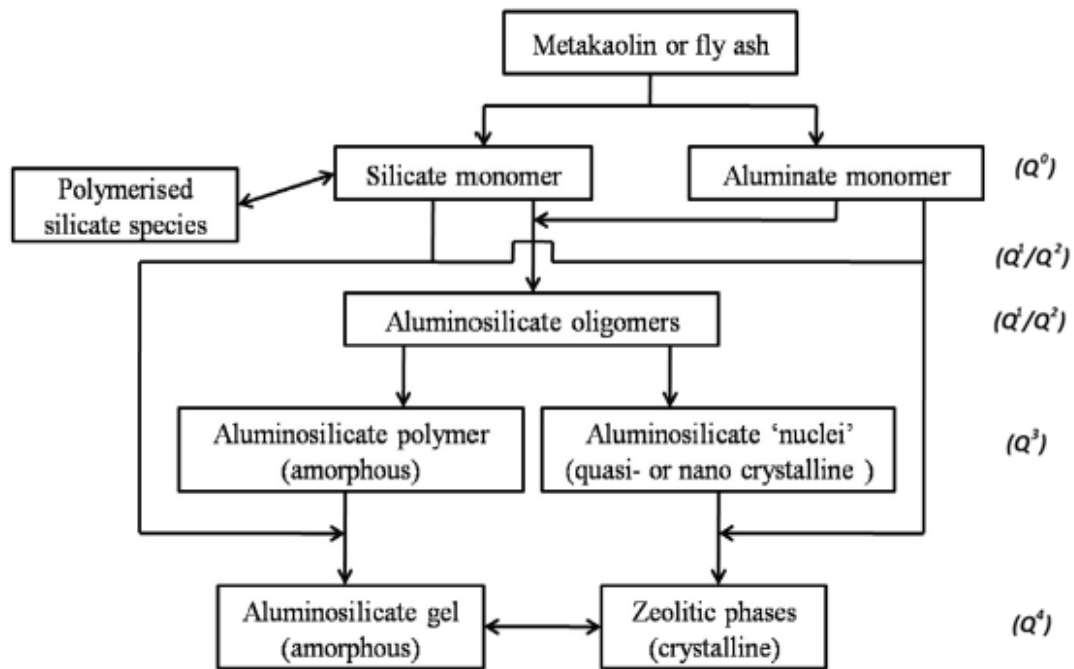 Metakaolin or fly ash
Silicate monomer
Aluminate monomer
(Q⁰)
Polymerised
silicate species
(Q¹/Q²)
Aluminosilicate oligomers
(Q¹/Q²)
Aluminosilicate polymer
(amorphous)
Aluminosilicate ‘nuclei’
(quasi- or nano crystalline )
(Q³)
Aluminosilicate gel
(amorphous)
Zeolitic phases
(crystalline)
(Q⁴)